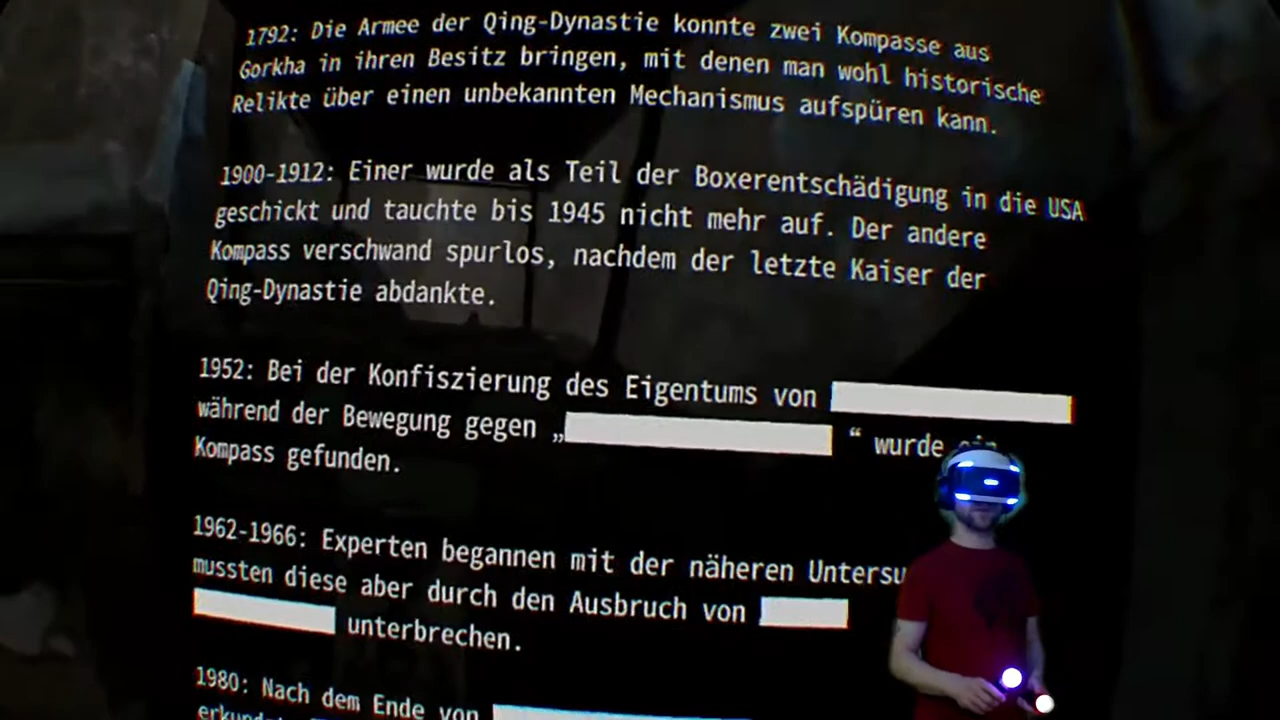 1792: Die Armee der Qing-Dynastie konnte zwei Kompasse aus
Gorkha in ihren Besitz bringen, mit denen man wohl historische
Relikte über einen unbekannten Mechanismus aufspüren kann.
1900-1912: Einer wurde als Teil der Boxerentschädigung in die USA
geschickt und tauchte bis 1945 nicht mehr auf. Der andere
Kompass verschwand spurlos, nachdem der letzte Kaiser der
Qing-Dynastie abdankte.
1952: Bei der Konfiszierung des Eigentums von
während der Bewegung gegen „ “ wurde
Kompass gefunden.
1962-1966: Experten begannen mit der näheren
mussten diese aber durch den Ausbruch von
unterbrechen.
1980: Nach dem Ende von